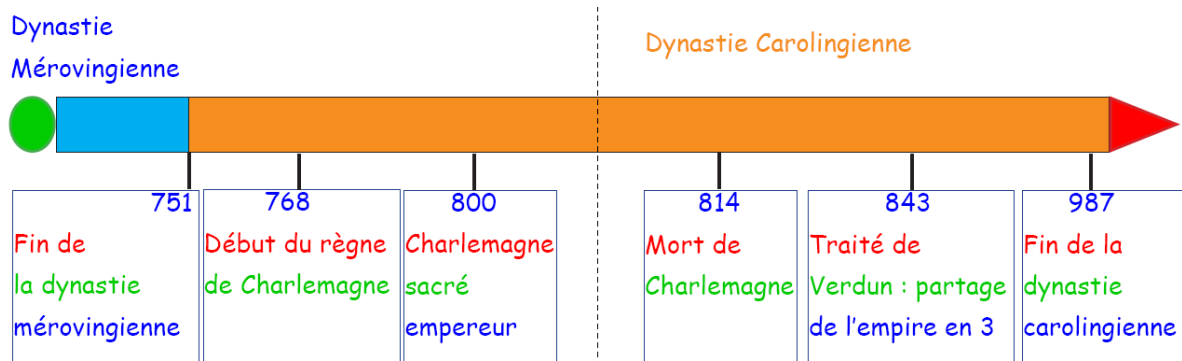 Dynastie
Mérovingienne
Dynastie Carolingienne
751
Fin de
la dynastie
mérovingienne
768
Début du règne
de Charlemagne
800
Charlemagne
sacré
empereur
814
Mort de
Charlemagne
843
Traité de
Verdun : partage
de l'empire en 3
987
Fin de la
dynastie
carolingienne